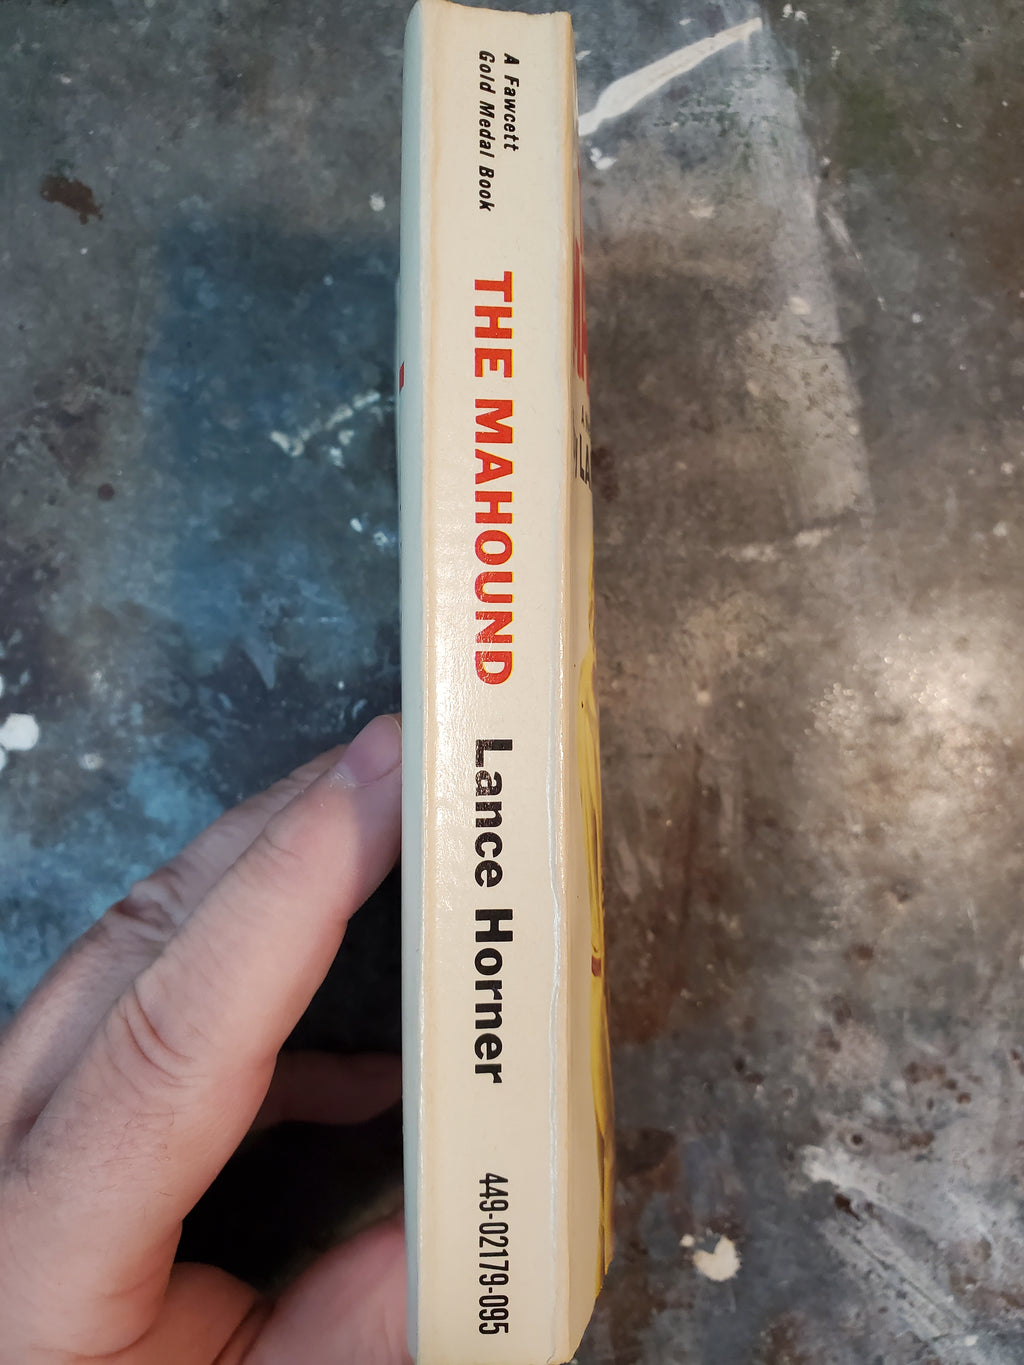 A Fawcett
Gold Medal Book
THE MAHOUND Lance Horner
449-02179-095